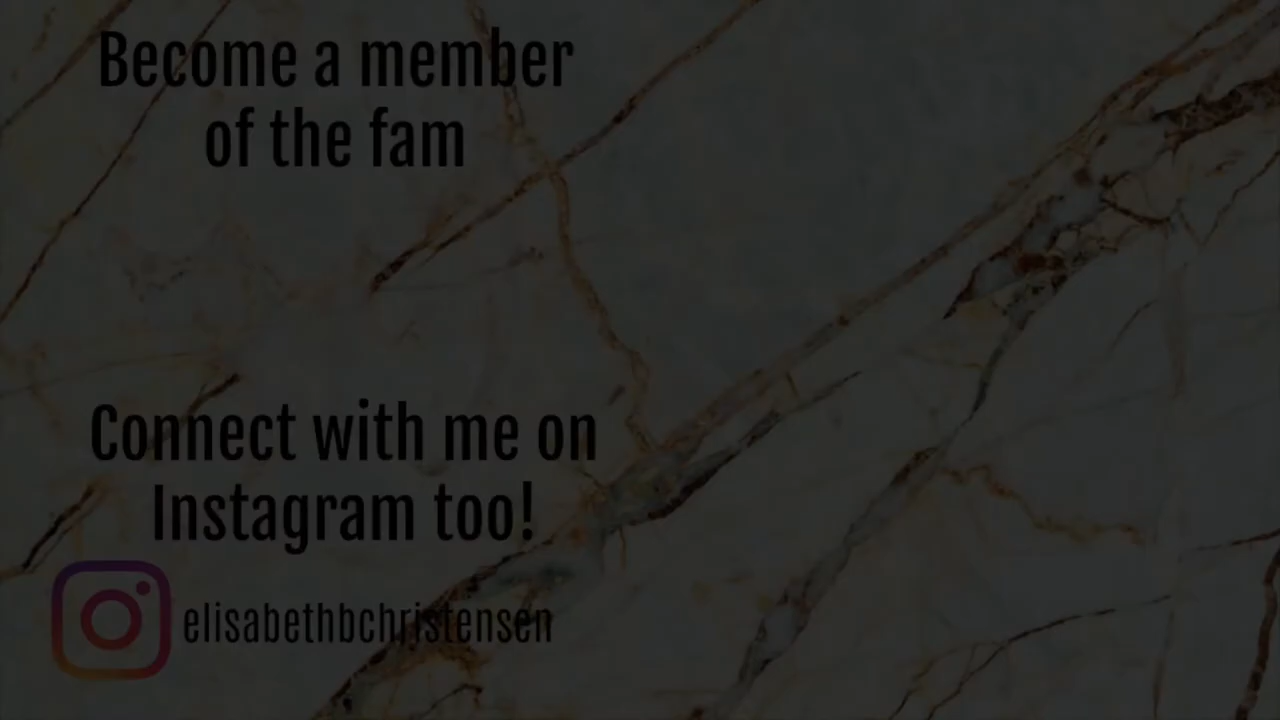 Become a member
of the fam
Connect with me on
Instagram too!
elisabethbchristensen